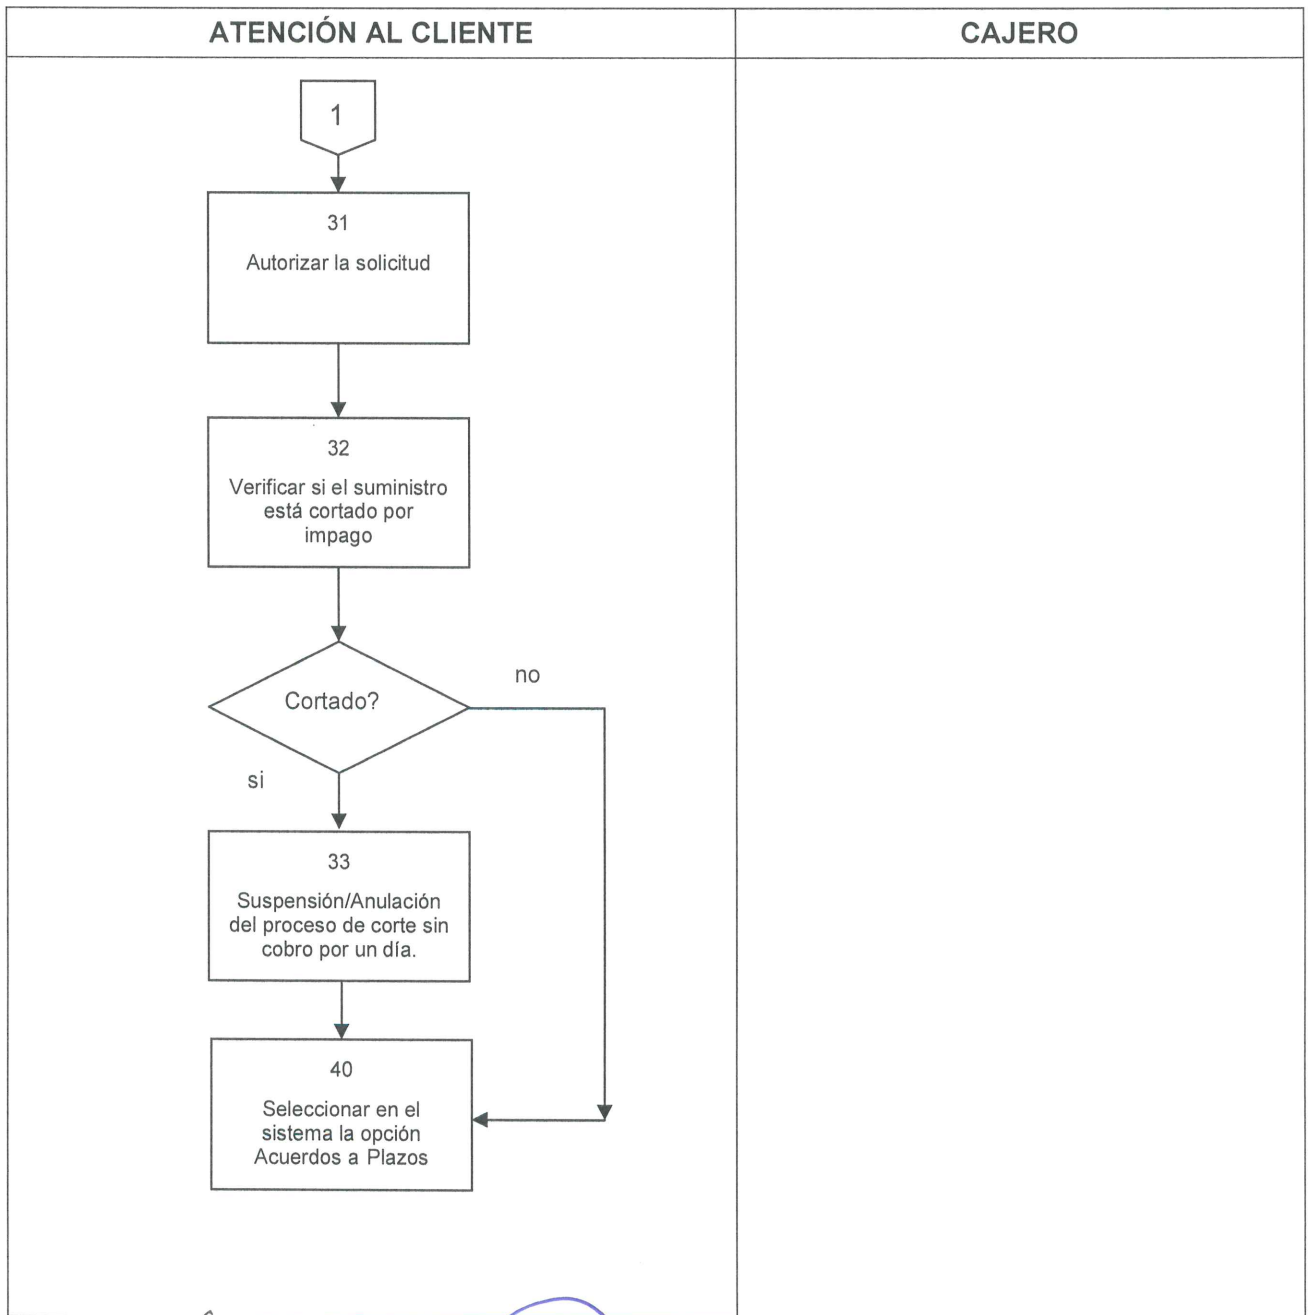 ATENCIÓN AL CLIENTE
CAJERO
1
31
Autorizar la solicitud
32
Verificar si el suministro
está cortado por
impago
Cortado?
no
si
33
Suspensión/Anulación
del proceso de corte sin
cobro por un día.
40
Seleccionar en el
sistema la opción
Acuerdos a Plazos